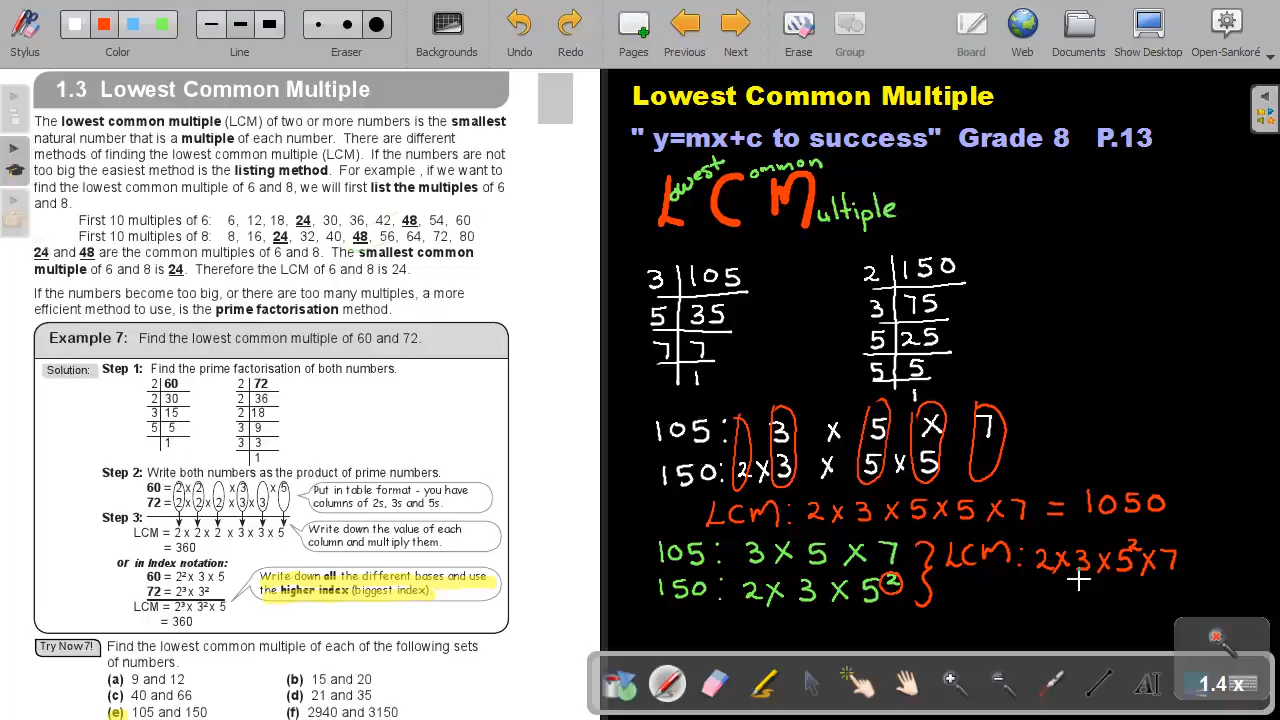 Stylus Color Line Eraser Backgrounds Undo Redo Pages Previous Next Erase Group Board Web Documents Show Desktop Open-Sankoré
1.3 Lowest Common Multiple
The lowest common multiple (LCM) of two or more numbers is the smallest
natural number that is a multiple of each number. There are different
methods of finding the lowest common multiple (LCM). If the numbers are not
too big the easiest method is the listing method. For example , if we want to
find the lowest common multiple of 6 and 8, we will first list the multiples of 6
and 8.
First 10 multiples of 6: 6, 12, 18, 24, 30, 36, 42, 48, 54, 60
First 10 multiples of 8: 8, 16, 24, 32, 40, 48, 56, 64, 72, 80
24 and 48 are the common multiples of 6 and 8. The smallest common
multiple of 6 and 8 is 24. Therefore the LCM of 6 and 8 is 24.
If the numbers become too big, or there are too many multiples, a more
efficient method to use, is the prime factorisation method.
Example 7: Find the lowest common multiple of 60 and 72.
Solution: Step 1: Find the prime factorisation of both numbers.
2 60 2 72
2 30 2 36
3 15 2 18
5 5 3 9
1 3 3
1
Step 2: Write both numbers as the product of prime numbers.
60 = 2 x 2 x 3 x 5
72 = 2 x 2 x 2 x 3 x 3
Put in table format - you have
columns of 2s, 3s and 5s.
Step 3:
LCM = 2 x 2 x 2 x 3 x 3 x 5
= 360
Write down the value of each
column and multiply them.
or in Index notation:
60 = 2² x 3 x 5
72 = 2³ x 3²
LCM = 2³ x 3² x 5
= 360
Write down all the different bases and use
the higher index (biggest index).
Try Now 7! Find the lowest common multiple of each of the following sets
of numbers.
(a) 9 and 12 (b) 15 and 20
(c) 40 and 66 (d) 21 and 35
(e) 105 and 150 (f) 2940 and 3150
Lowest Common Multiple
" y=mx+c to success" Grade 8 P.13
Lowest Common Multiple
3 105 2 150
5 35 3 75
7 7 5 25
1 5 5
1
105: 3 x 5 x 7
150: 2 x 3 x 5 x 5
LCM: 2 x 3 x 5 x 5 x 7 = 1050
105: 3 x 5 x 7 } LCM: 2 x 3 x 5² x 7
150: 2 x 3 x 5²
1.4 x